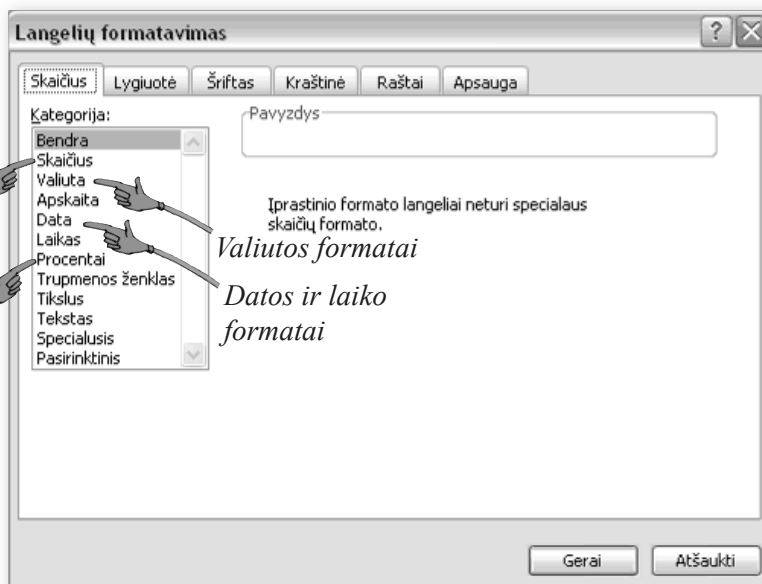 Langelių formatavimas
Skaičius Lygiuotė Šriftas Kraštinė Raštai Apsauga
Kategorija:
Bendra
Skaičius
Valiuta
Apskaita
Data
Laikas
Procentai
Trupmenos ženklas
Tikslus
Tekstas
Specialusis
Pasirinktinis
Pavyzdys
Įprastinio formato langeliai neturi specialaus
skaičių formato.
Valiutos formatai
Datos ir laiko
formatai
Gerai Atšaukti